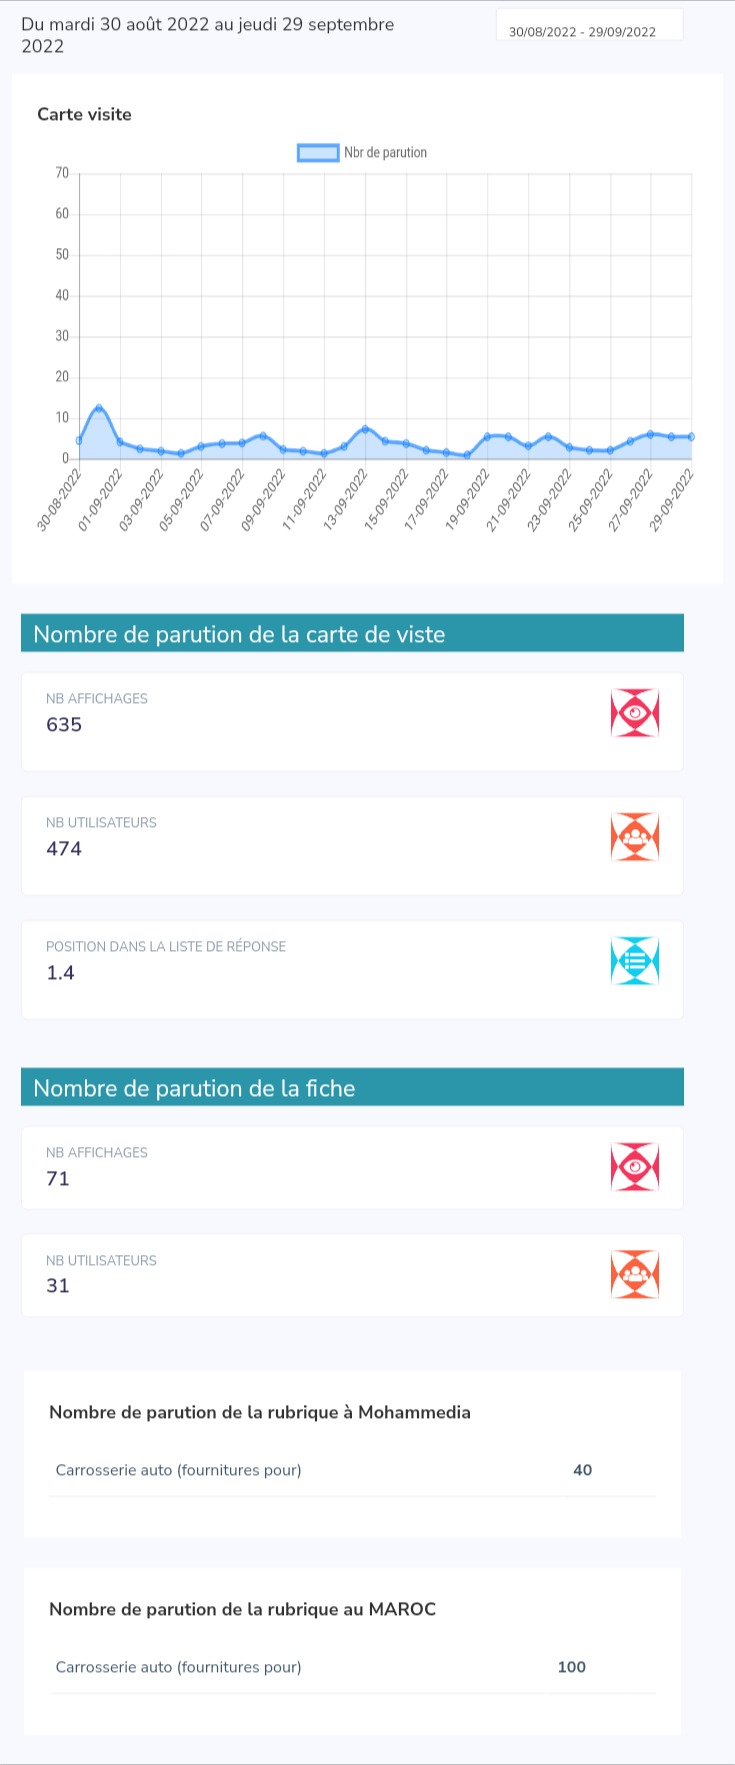 Du mardi 30 août 2022 au jeudi 29 septembre
2022
30/08/2022 - 29/09/2022
Carte visite
Nbr de parution
70
60
50
40
30
20
10
0
30-08-2022
01-09-2022
03-09-2022
05-09-2022
07-09-2022
09-09-2022
11-09-2022
13-09-2022
15-09-2022
17-09-2022
19-09-2022
21-09-2022
23-09-2022
25-09-2022
27-09-2022
29-09-2022
Nombre de parution de la carte de viste
NB AFFICHAGES
635
NB UTILISATEURS
474
POSITION DANS LA LISTE DE RÉPONSE
1.4
Nombre de parution de la fiche
NB AFFICHAGES
71
NB UTILISATEURS
31
Nombre de parution de la rubrique à Mohammedia
Carrosserie auto (fournitures pour) 40
Nombre de parution de la rubrique au MAROC
Carrosserie auto (fournitures pour) 100